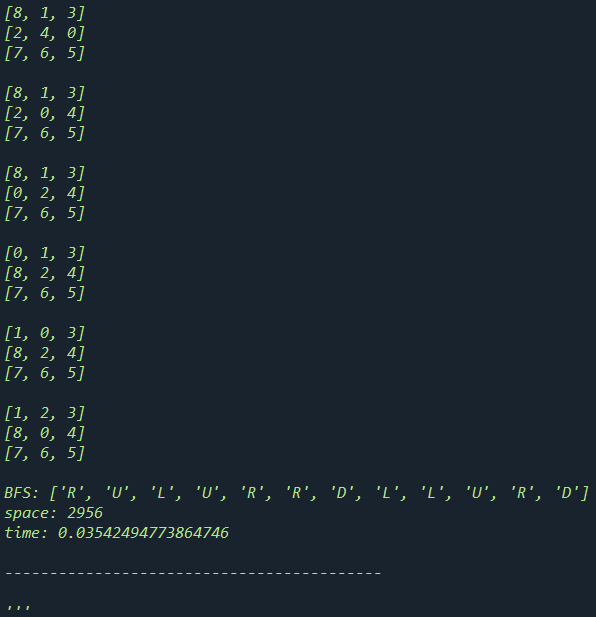 [8, 1, 3]
[2, 4, 0]
[7, 6, 5]
[8, 1, 3]
[2, 0, 4]
[7, 6, 5]
[8, 1, 3]
[0, 2, 4]
[7, 6, 5]
[0, 1, 3]
[8, 2, 4]
[7, 6, 5]
[1, 0, 3]
[8, 2, 4]
[7, 6, 5]
[1, 2, 3]
[8, 0, 4]
[7, 6, 5]
BFS: ['R', 'U', 'L', 'U', 'R', 'R', 'D', 'L', 'L', 'U', 'R', 'D']
space: 2956
time: 0.03542494773864746
------------------------------------------
'''